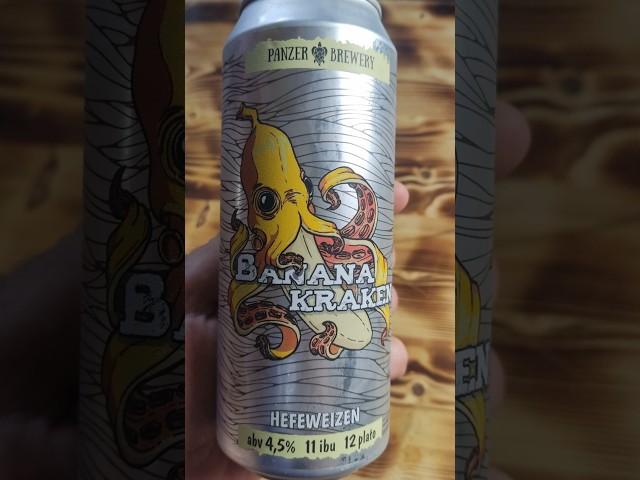 PANZER BREWERY
BANANA
KRAKEN
HEFEWEIZEN
abv 4,5% 11 ibu 12 plato